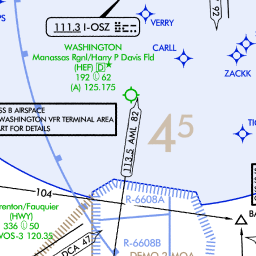 111.3 I-OSZ
VERRY
92
WASHINGTON
Manassas Rgnl/Harry P Davis Fld
(HEF) D★
192 62
(A) 125.175
CARLL
ZACKK
45
SS B AIRSPACE
WASHINGTON VFR TERMINAL AREA
ART FOR DETAILS
113.5 AML 82
104
renton/Fauquier
(HWY)
336 50
WOS-3 120.35
R-6608A
R-6608B
DEMO 2 MOA
DCA 47